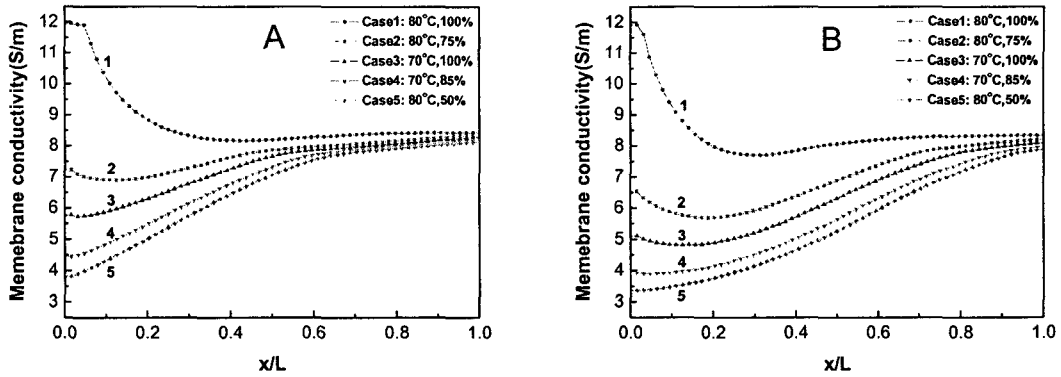 Memebrane conductivity(S/m)
12
11
10
9
8
7
6
5
4
3
0.0 0.2 0.4 0.6 0.8 1.0
x/L
A
Case1: 80°C,100%
Case2: 80°C,75%
Case3: 70°C,100%
Case4: 70°C,85%
Case5: 80°C,50%
1
2
3
4
5
Memebrane conductivity(S/m)
12
11
10
9
8
7
6
5
4
3
0.0 0.2 0.4 0.6 0.8 1.0
x/L
B
Case1: 80°C,100%
Case2: 80°C,75%
Case3: 70°C,100%
Case4: 70°C,85%
Case5: 80°C,50%
1
2
3
4
5